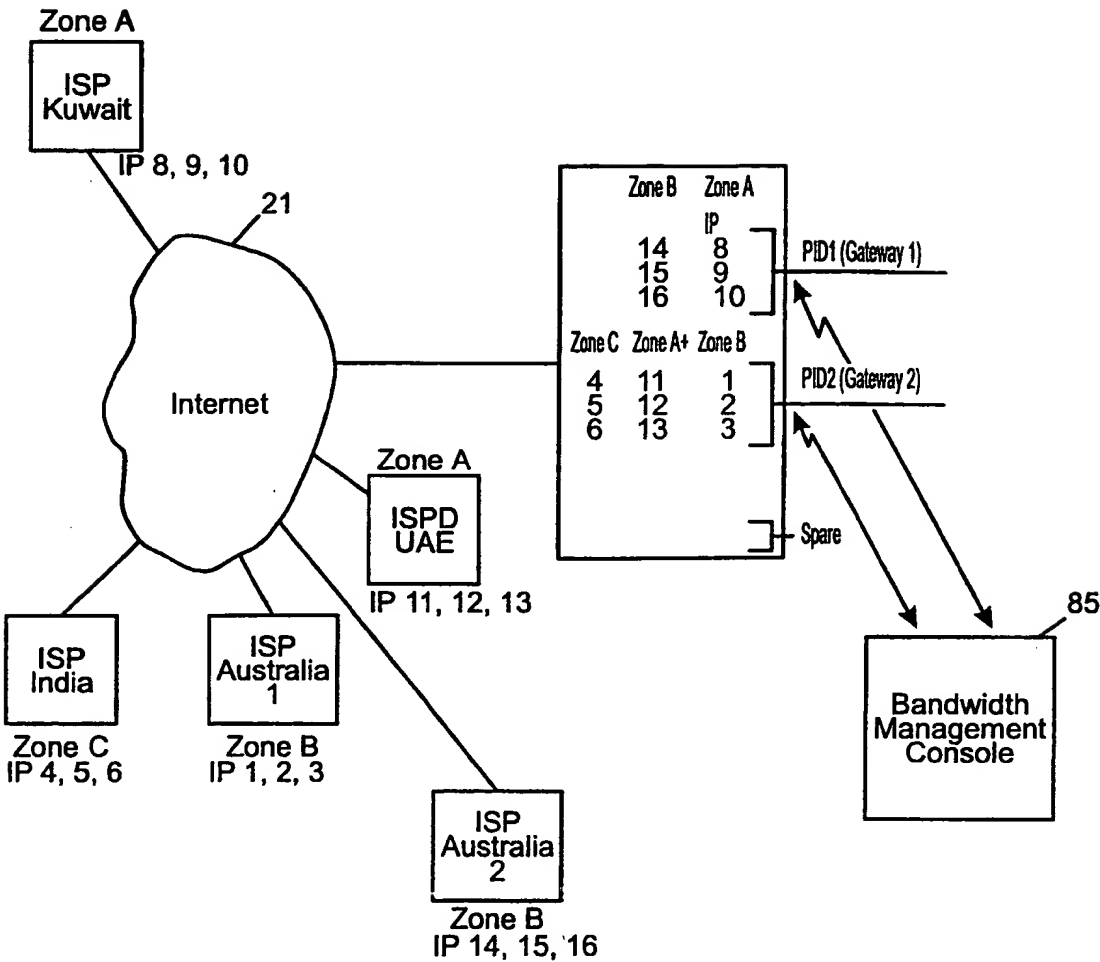 Zone A
ISP
Kuwait
IP 8, 9, 10
21
Internet
Zone B Zone A
IP
14 8
15 9
16 10
PID1 (Gateway 1)
Zone C Zone A+ Zone B
4 11 1
5 12 2
6 13 3
PID2 (Gateway 2)
Spare
Zone A
ISPD
UAE
IP 11, 12, 13
ISP
India
Zone C
IP 4, 5, 6
ISP
Australia
1
Zone B
IP 1, 2, 3
ISP
Australia
2
Zone B
IP 14, 15, 16
85
Bandwidth
Management
Console